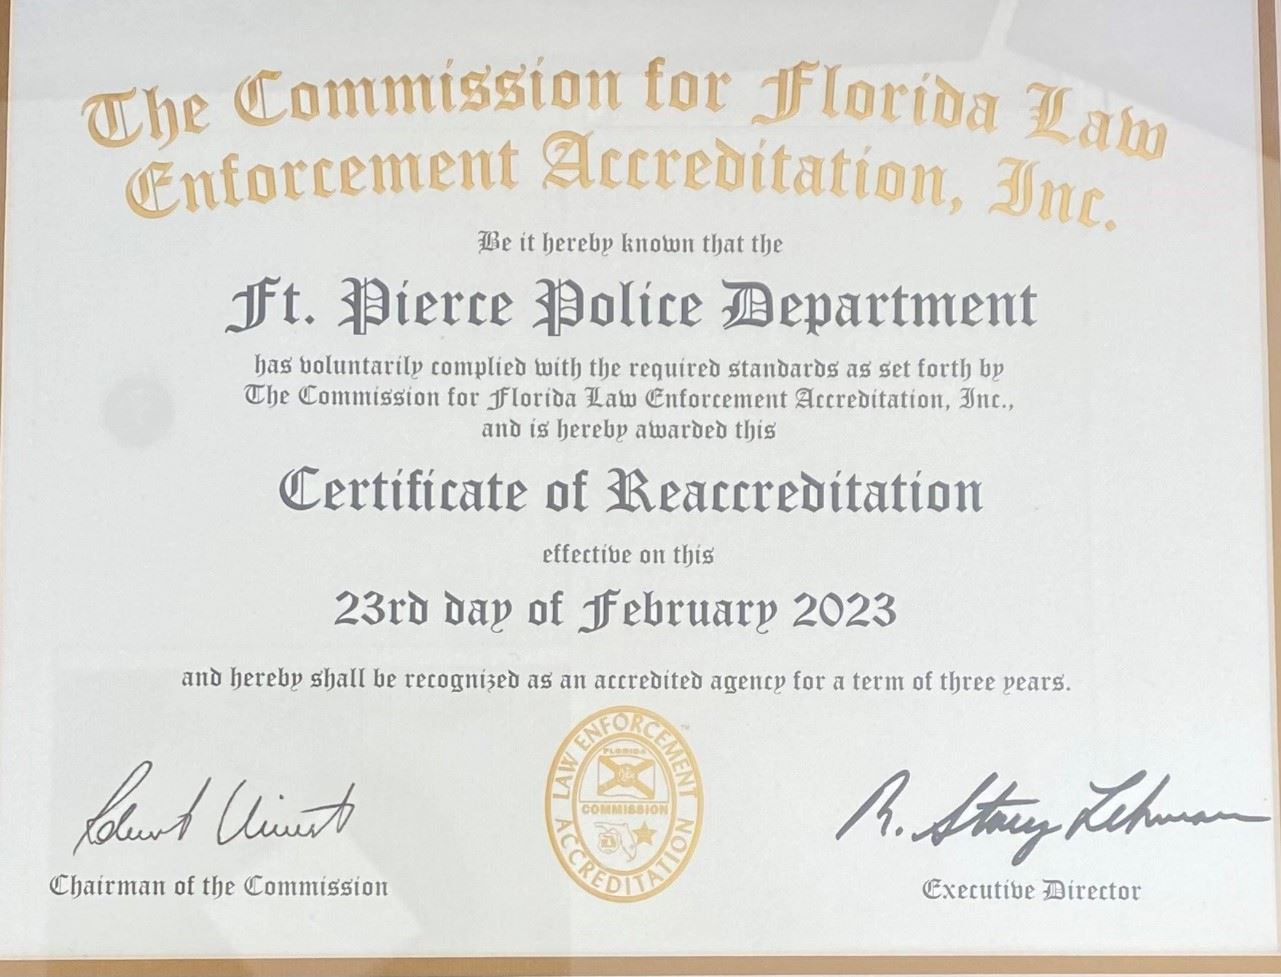 The Commission for Florida Law
Enforcement Accreditation, Inc.
Be it hereby known that the
Ft. Pierce Police Department
has voluntarily complied with the required standards as set forth by
The Commission for Florida Law Enforcement Accreditation, Inc.,
and is hereby awarded this
Certificate of Reaccreditation
effective on this
23rd day of February 2023
and hereby shall be recognized as an accredited agency for a term of three years.
LAW ENFORCEMENT
FLORIDA
COMMISSION
ACCREDITATION
R. Stacy Lehman
Chairman of the Commission
Executive Director